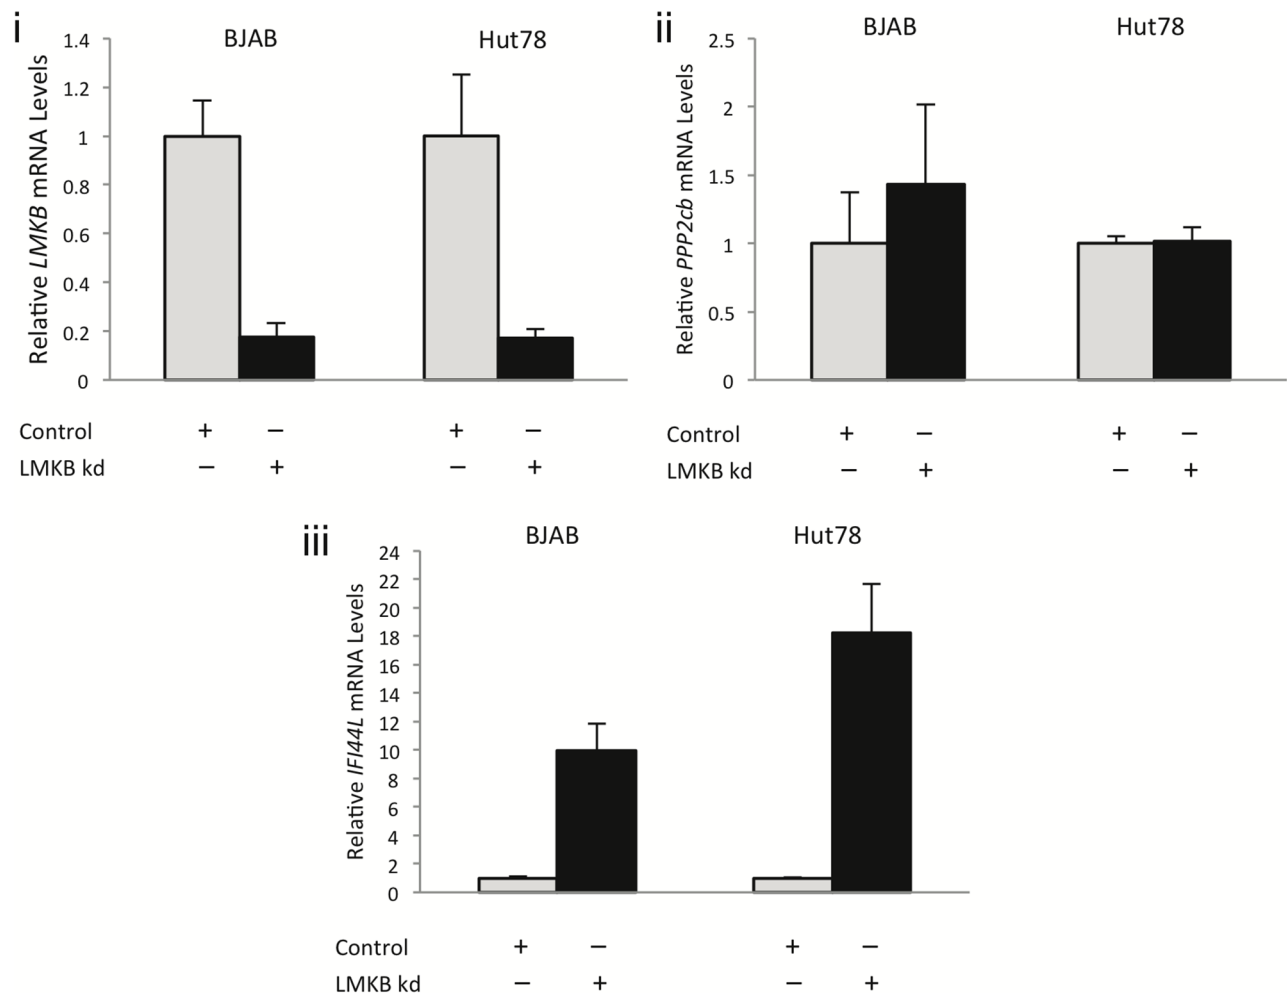 i
BJAB Hut78
Relative LMKB mRNA Levels
1.4
1.2
1
0.8
0.6
0.4
0.2
0
Control + – + –
LMKB kd – + – +
ii
BJAB Hut78
Relative PPP2cb mRNA Levels
2.5
2
1.5
1
0.5
0
Control + – + –
LMKB kd – + – +
iii
BJAB Hut78
Relative IFI44L mRNA Levels
24
22
20
18
16
14
12
10
8
6
4
2
0
Control + – + –
LMKB kd – + – +